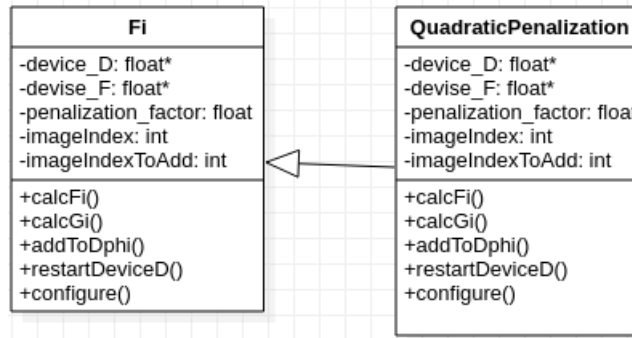 Fi
-device_D: float*
-devise_F: float*
-penalization_factor: float
-imageIndex: int
-imageIndexToAdd: int
+calcFi()
+calcGi()
+addToDphi()
+restartDeviceD()
+configure()
QuadraticPenalization
-device_D: float*
-devise_F: float*
-penalization_factor: float
-imageIndex: int
-imageIndexToAdd: int
+calcFi()
+calcGi()
+addToDphi()
+restartDeviceD()
+configure()